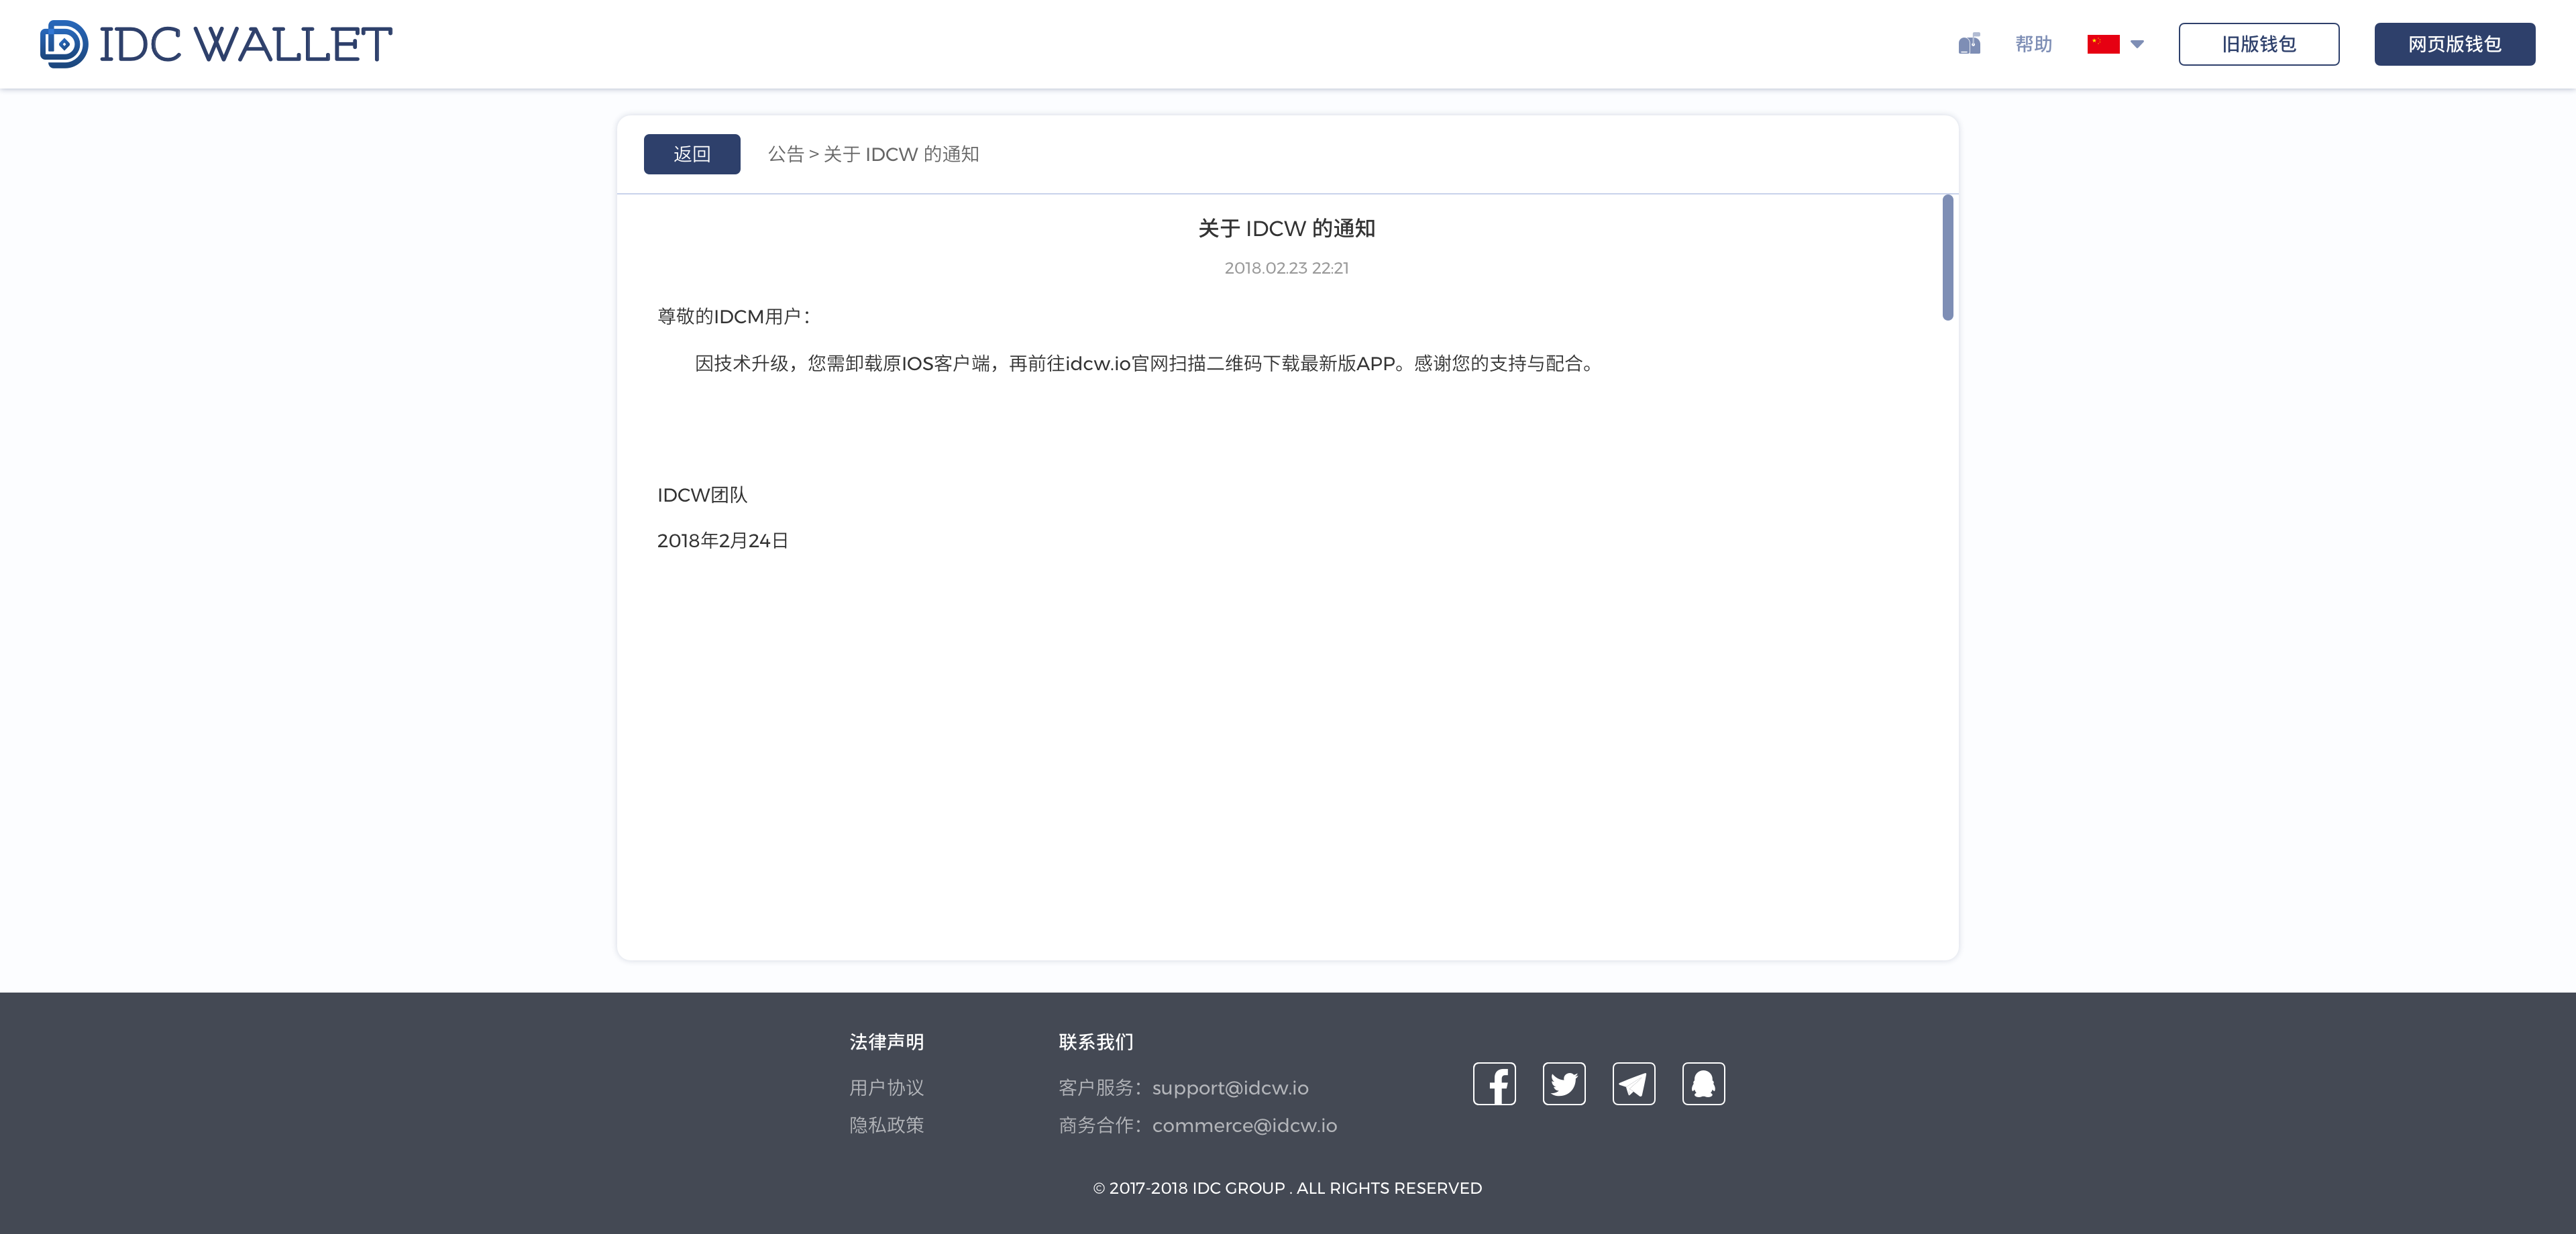 IDC WALLET
帮助
旧版钱包
网页版钱包
返回
公告 > 关于 IDCW 的通知
关于 IDCW 的通知
2018.02.23 22:21
尊敬的IDCM用户：
因技术升级，您需卸载原IOS客户端，再前往idcw.io官网扫描二维码下载最新版APP。感谢您的支持与配合。
IDCW团队
2018年2月24日
法律声明
用户协议
隐私政策
联系我们
客户服务：support@idcw.io
商务合作：commerce@idcw.io
© 2017-2018 IDC GROUP . ALL RIGHTS RESERVED